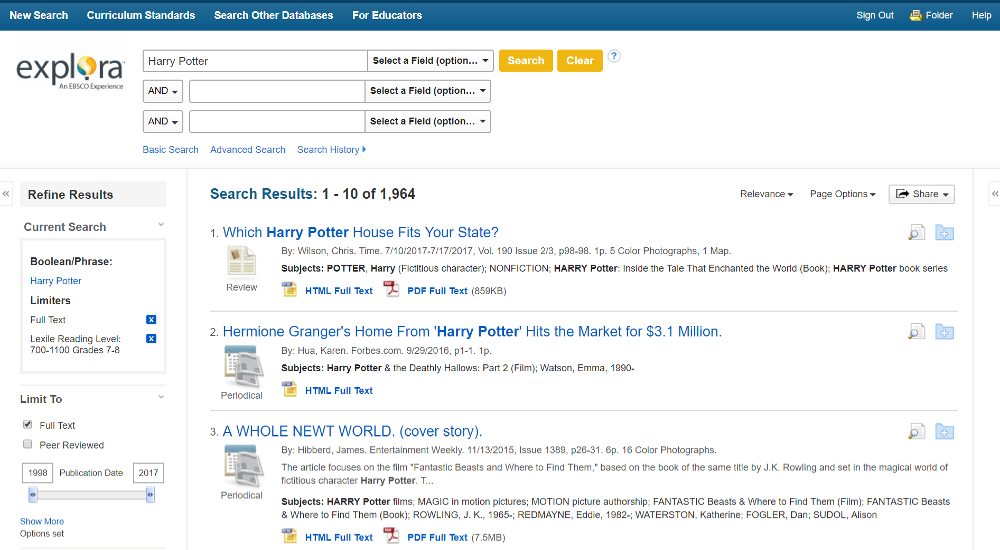 New Search Curriculum Standards Search Other Databases For Educators Sign Out Folder Help
explora
An EBSCO Experience
Harry Potter Select a Field (option... Search Clear ?
AND Select a Field (option...
AND Select a Field (option...
Basic Search Advanced Search Search History
Refine Results
Current Search
Boolean/Phrase:
Harry Potter
Limiters
Full Text x
Lexile Reading Level: x
700-1100 Grades 7-8
Limit To
Full Text
Peer Reviewed
1998 Publication Date 2017
Show More
Options set
Search Results: 1 - 10 of 1,964 Relevance Page Options Share
1. Which Harry Potter House Fits Your State?
By: Wilson, Chris. Time. 7/10/2017-7/17/2017, Vol. 190 Issue 2/3, p98-98. 1p. 5 Color Photographs, 1 Map.
Subjects: POTTER, Harry (Fictitious character); NONFICTION; HARRY Potter: Inside the Tale That Enchanted the World (Book); HARRY Potter book series
Review
HTML Full Text PDF Full Text (859KB)
2. Hermione Granger's Home From 'Harry Potter' Hits the Market for $3.1 Million.
By: Hua, Karen. Forbes.com. 9/29/2016, p1-1. 1p.
Subjects: Harry Potter & the Deathly Hallows: Part 2 (Film); Watson, Emma, 1990-
HTML Full Text
Periodical
3. A WHOLE NEWT WORLD. (cover story).
By: Hibberd, James. Entertainment Weekly. 11/13/2015, Issue 1389, p26-31. 6p. 16 Color Photographs.
The article focuses on the film "Fantastic Beasts and Where to Find Them," based on the book of the same title by J.K. Rowling and set in the magical world of
fictitious character Harry Potter. T...
Periodical
Subjects: HARRY Potter films; MAGIC in motion pictures; MOTION picture authorship; FANTASTIC Beasts & Where to Find Them (Film); FANTASTIC Beasts
& Where to Find Them (Book); ROWLING, J. K., 1965-; REDMAYNE, Eddie, 1982-; WATERSTON, Katherine; FOGLER, Dan; SUDOL, Alison
HTML Full Text PDF Full Text (7.5MB)